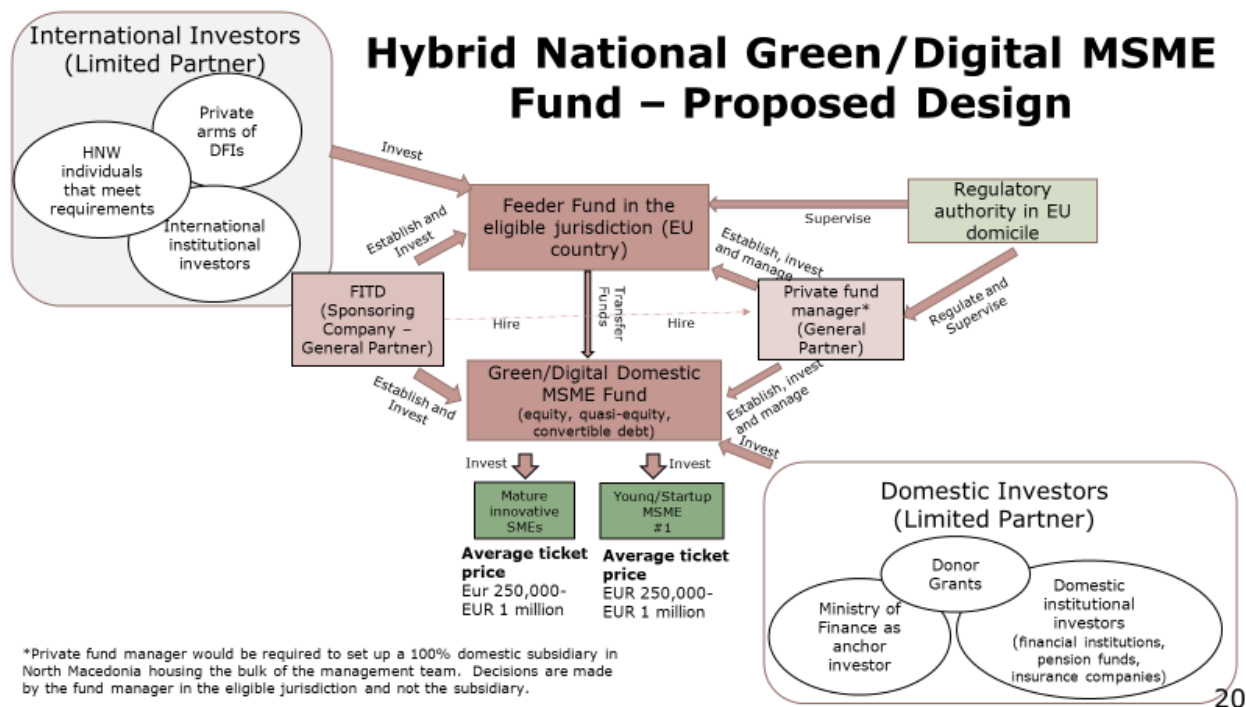 International Investors
(Limited Partner)
Private
arms of
DFIs
HNW
individuals
that meet
requirements
International
institutional
investors
Hybrid National Green/Digital MSME
Fund – Proposed Design
Invest
Feeder Fund in the
eligible jurisdiction (EU
country)
Supervise
Regulatory
authority in EU
domicile
Establish and
Invest
Establish, invest
and manage
Regulate and
Supervise
FITD
(Sponsoring
Company –
General Partner)
Hire
Transfer
Funds
Hire
Private fund
manager*
(General
Partner)
Establish and
Invest
Green/Digital Domestic
MSME Fund
(equity, quasi-equity,
convertible debt)
Establish, invest
and manage
Invest
Invest
Invest
Mature
innovative
SMEs
Young/Startup
MSME
#1
Average ticket
price
Eur 250,000-
EUR 1 million
Average ticket
price
EUR 250,000-
EUR 1 million
Domestic Investors
(Limited Partner)
Donor
Grants
Ministry of
Finance as
anchor
investor
Domestic
institutional
investors
(financial institutions,
pension funds,
insurance companies)
*Private fund manager would be required to set up a 100% domestic subsidiary in
North Macedonia housing the bulk of the management team.  Decisions are made
by the fund manager in the eligible jurisdiction and not the subsidiary.
20